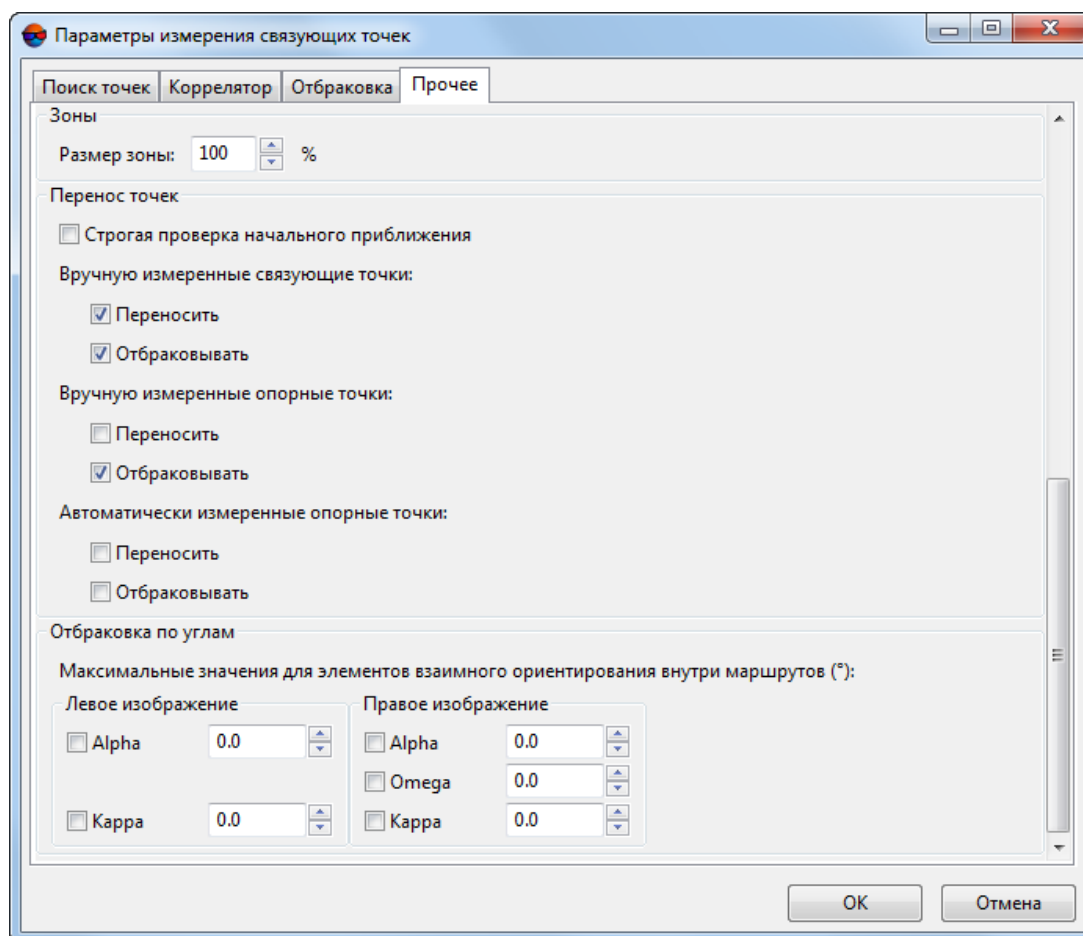 Параметры измерения связующих точек
Поиск точек Коррелятор Отбраковка Прочее
Зоны
Размер зоны: 100 %
Перенос точек
Строгая проверка начального приближения
Вручную измеренные связующие точки:
Переносить
Отбраковывать
Вручную измеренные опорные точки:
Переносить
Отбраковывать
Автоматически измеренные опорные точки:
Переносить
Отбраковывать
Отбраковка по углам
Максимальные значения для элементов взаимного ориентирования внутри маршрутов (°):
Левое изображение Правое изображение
Alpha 0.0 Alpha 0.0
Omega 0.0
Kappa 0.0 Kappa 0.0
OK Отмена